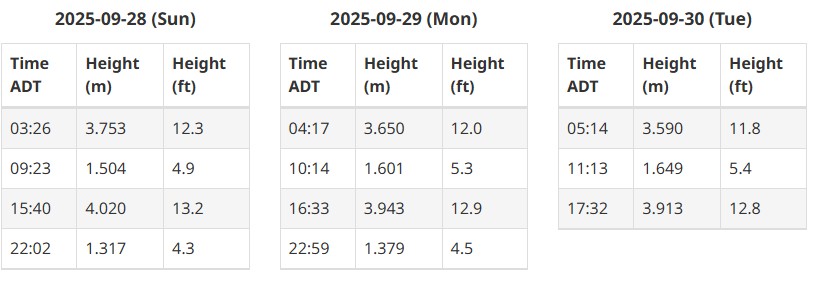 2025-09-28 (Sun)
Time ADT Height (m) Height (ft)
03:26 3.753 12.3
09:23 1.504 4.9
15:40 4.020 13.2
22:02 1.317 4.3
2025-09-29 (Mon)
Time ADT Height (m) Height (ft)
04:17 3.650 12.0
10:14 1.601 5.3
16:33 3.943 12.9
22:59 1.379 4.5
2025-09-30 (Tue)
Time ADT Height (m) Height (ft)
05:14 3.590 11.8
11:13 1.649 5.4
17:32 3.913 12.8